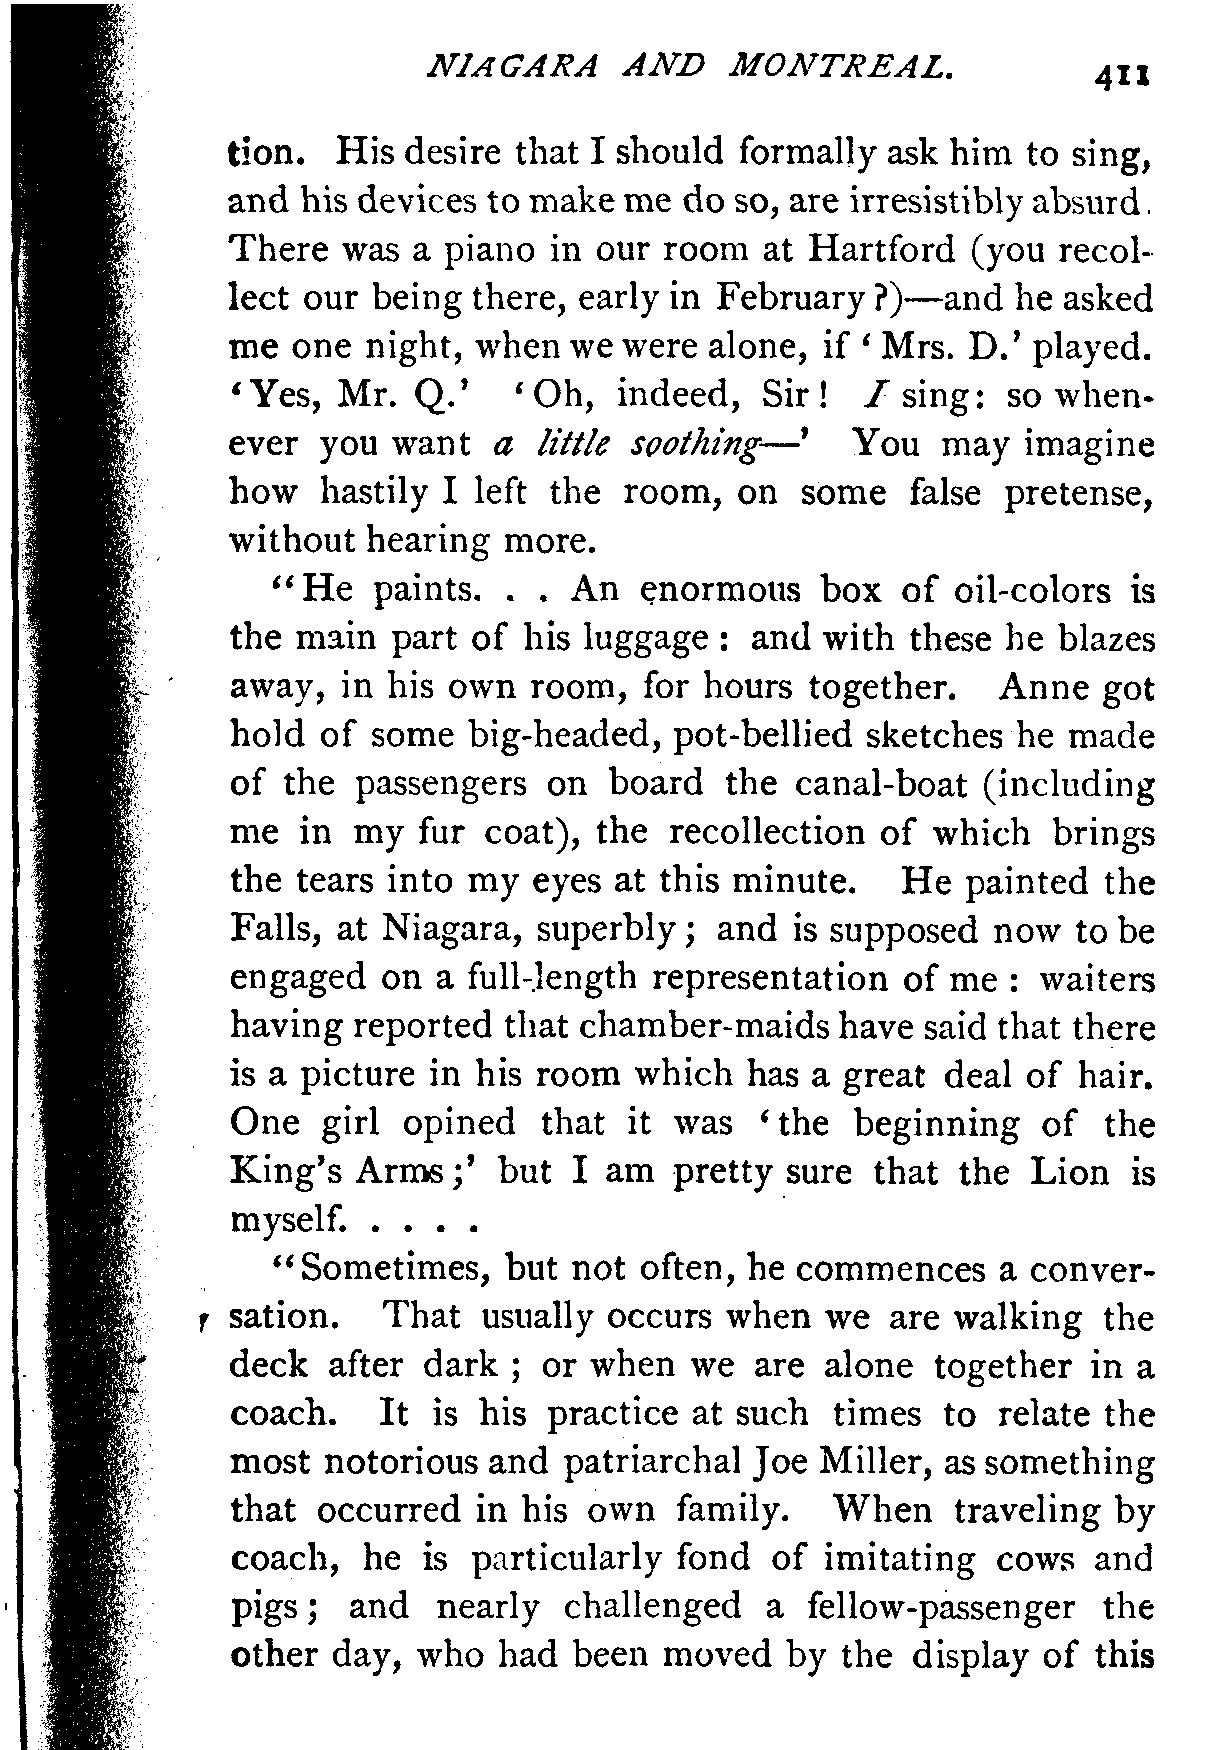 NIAGARA AND MONTREAL. 411
tion. His desire that I should formally ask him to sing,
and his devices to make me do so, are irresistibly absurd.
There was a piano in our room at Hartford (you recol-
lect our being there, early in February?)—and he asked
me one night, when we were alone, if ‘Mrs. D.’ played.
‘Yes, Mr. Q.’ ‘Oh, indeed, Sir! I sing: so when-
ever you want a little soothing—’ You may imagine
how hastily I left the room, on some false pretense,
without hearing more.
“He paints. . . An enormous box of oil-colors is
the main part of his luggage: and with these he blazes
away, in his own room, for hours together. Anne got
hold of some big-headed, pot-bellied sketches he made
of the passengers on board the canal-boat (including
me in my fur coat), the recollection of which brings
the tears into my eyes at this minute. He painted the
Falls, at Niagara, superbly; and is supposed now to be
engaged on a full-length representation of me: waiters
having reported that chamber-maids have said that there
is a picture in his room which has a great deal of hair.
One girl opined that it was ‘the beginning of the
King's Arms;’ but I am pretty sure that the Lion is
myself. . . . .
“Sometimes, but not often, he commences a conver-
sation. That usually occurs when we are walking the
deck after dark; or when we are alone together in a
coach. It is his practice at such times to relate the
most notorious and patriarchal Joe Miller, as something
that occurred in his own family. When traveling by
coach, he is particularly fond of imitating cows and
pigs; and nearly challenged a fellow-passenger the
other day, who had been moved by the display of this